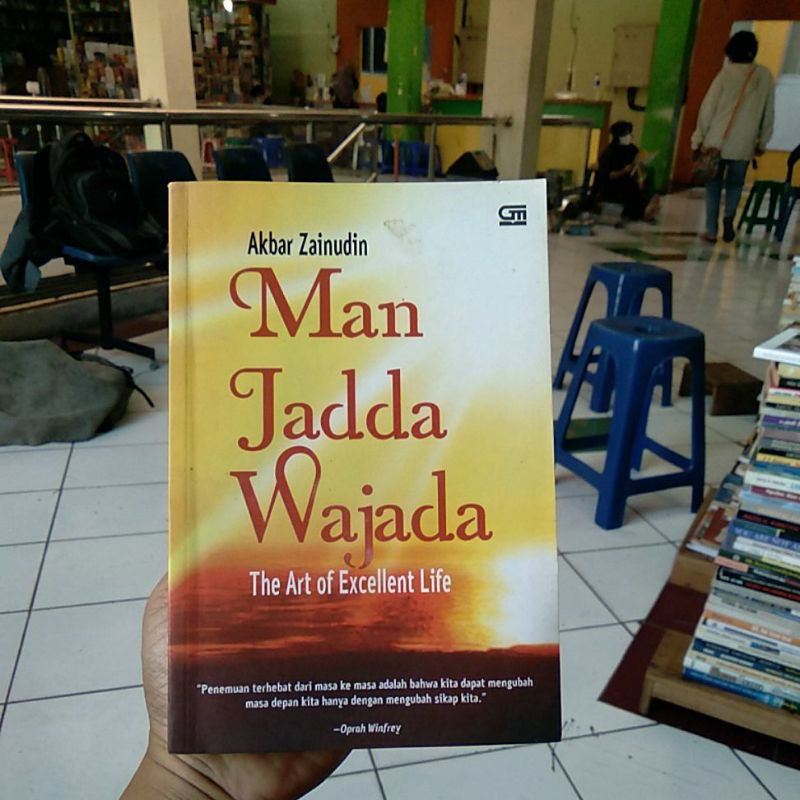 Akbar Zainudin
Man
Jadda
Wajada
The Art of Excellent Life
"Penemuan terhebat dari masa ke masa adalah bahwa kita dapat mengubah
masa depan kita hanya dengan mengubah sikap kita."
—Oprah Winfrey